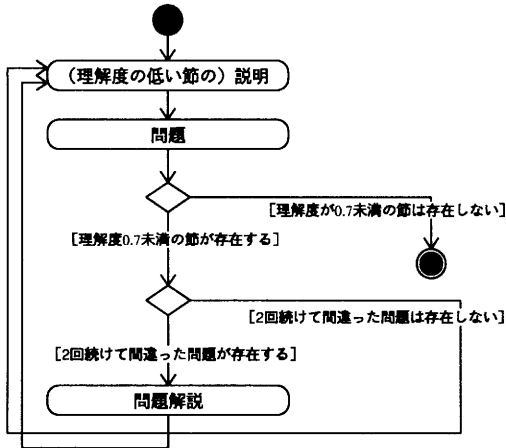 （理解度の低い節の）説明
問題
［理解度が0.7未満の節は存在しない］
［理解度0.7未満の節が存在する］
［2回続けて間違った問題は存在しない］
［2回続けて間違った問題が存在する］
問題解説